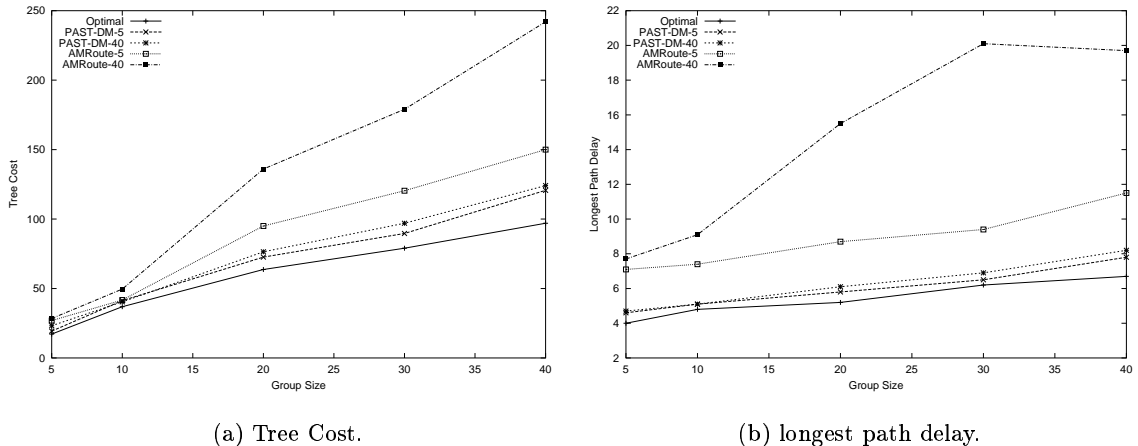 250
200
150
100
50
0
Tree Cost
Optimal
PAST-DM-5
PAST-DM-40
AMRoute-5
AMRoute-40
5 10 15 20 25 30 35 40
Group Size
(a) Tree Cost.
22
20
18
16
14
12
10
8
6
4
2
Longest Path Delay
Optimal
PAST-DM-5
PAST-DM-40
AMRoute-5
AMRoute-40
5 10 15 20 25 30 35 40
Group Size
(b) longest path delay.